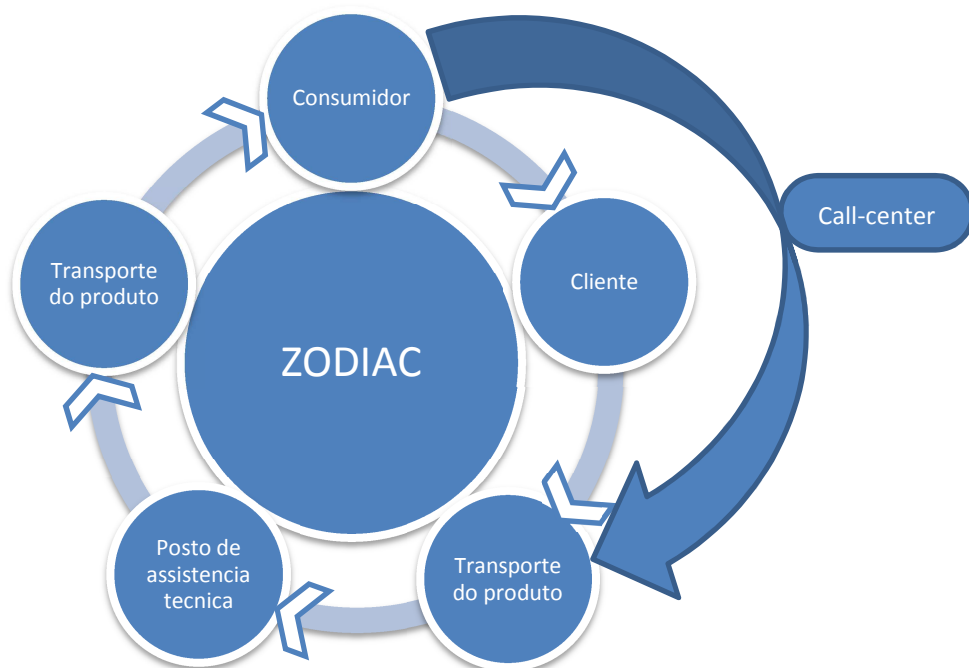 Consumidor
Call-center
Cliente
Transporte
do produto
ZODIAC
Posto de
assistencia
tecnica
Transporte
do produto